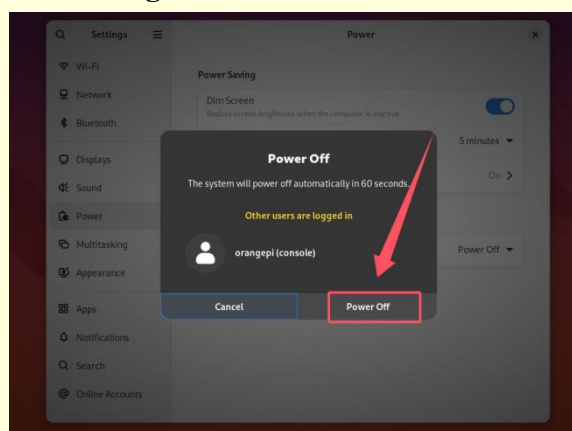 Settings
Power
Wi-Fi
Network
Bluetooth
Displays
Sound
Power
Multitasking
Appearance
Apps
Notifications
Search
Online Accounts
Power Saving
Dim Screen
Reduce screen brightness when the computer is inactive
5 minutes
On
Power Off
Power Off
The system will power off automatically in 60 seconds.
Other users are logged in
orangepi (console)
Cancel
Power Off